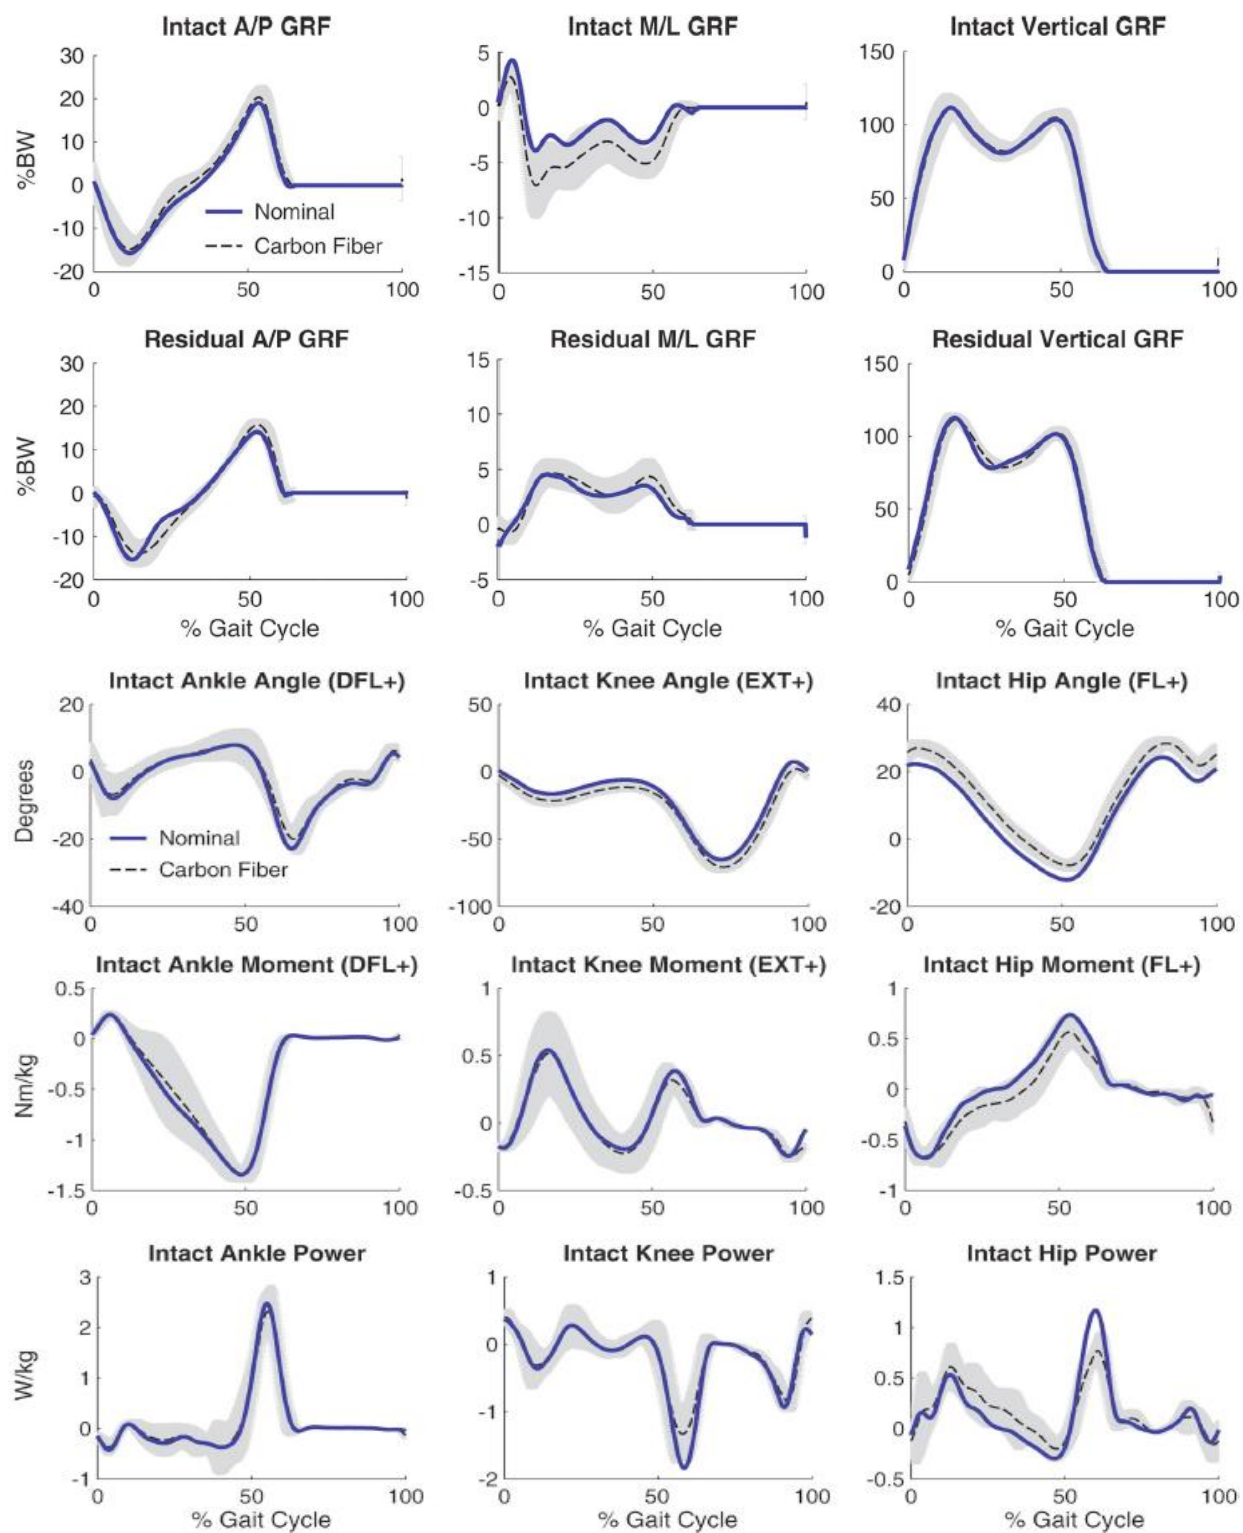 Intact A/P GRF Intact M/L GRF Intact Vertical GRF
30 5 150
20 0 100
10 -5 50
0 -10 0
-10 -15
-20
%BW
Nominal
Carbon Fiber
0 50 100 0 50 100 0 50 100
Residual A/P GRF Residual M/L GRF Residual Vertical GRF
30 15 150
20 10 100
10 5 50
0 0 0
-10 -5
-20
%BW
0 50 100 0 50 100 0 50 100
% Gait Cycle % Gait Cycle % Gait Cycle
Intact Ankle Angle (DFL+) Intact Knee Angle (EXT+) Intact Hip Angle (FL+)
20 50 40
0 0 20
-20 -50 0
-40 -100 -20
Degrees
Nominal
Carbon Fiber
0 50 100 0 50 100 0 50 100
Intact Ankle Moment (DFL+) Intact Knee Moment (EXT+) Intact Hip Moment (FL+)
0.5 1 1
0 0.5 0.5
-0.5 0 0
-1 -0.5 -0.5
-1.5 -1
Nm/kg
0 50 100 0 50 100 0 50 100
Intact Ankle Power Intact Knee Power Intact Hip Power
3 1 1.5
2 0 1
1 -1 0.5
0 -2 0
-1 -0.5
W/kg
0 50 100 0 50 100 0 50 100
% Gait Cycle % Gait Cycle % Gait Cycle